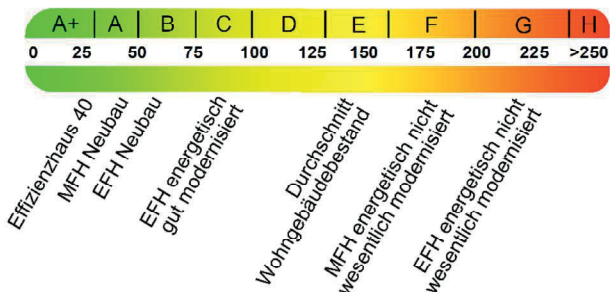 A+ A B C D E F G H
0 25 50 75 100 125 150 175 200 225 >250
Effizienzhaus 40
MFH Neubau
EFH Neubau
EFH energetisch
gut modernisiert
Durchschnitt
Wohngebäudebestand
MFH energetisch nicht
wesentlich modernisiert
EFH energetisch nicht
wesentlich modernisiert